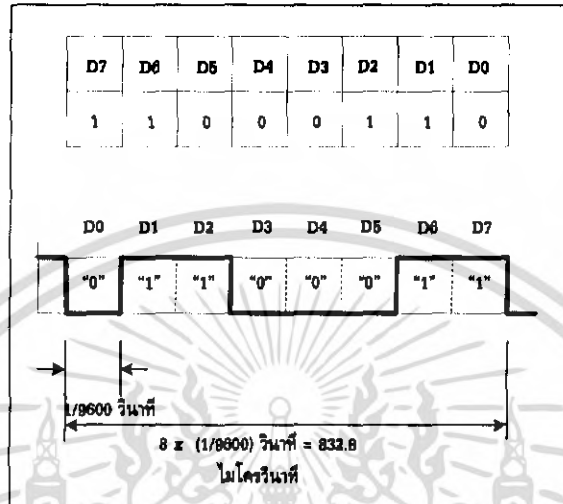 D7 D6 D5 D4 D3 D2 D1 D0
1 1 0 0 0 1 1 0
D0 D1 D2 D3 D4 D5 D6 D7
"0" "1" "1" "0" "0" "0" "1" "1"
1/9600 วินาที
8 x (1/9600) วินาที = 832.8
ไมโครวินาที